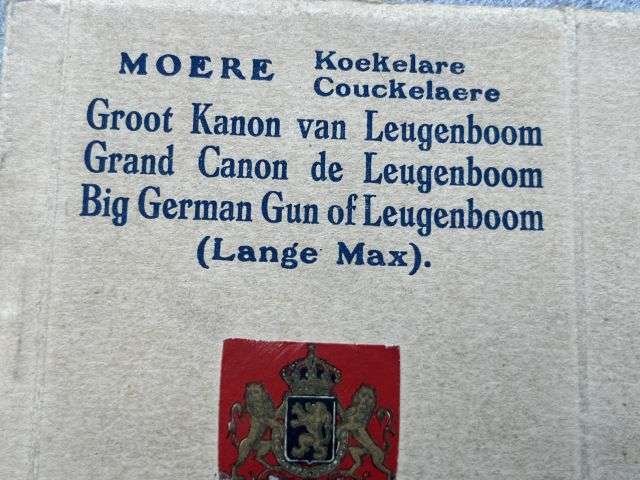 MOERE Koekelare
Couckelaere
Groot Kanon van Leugenboom
Grand Canon de Leugenboom
Big German Gun of Leugenboom
(Lange Max).